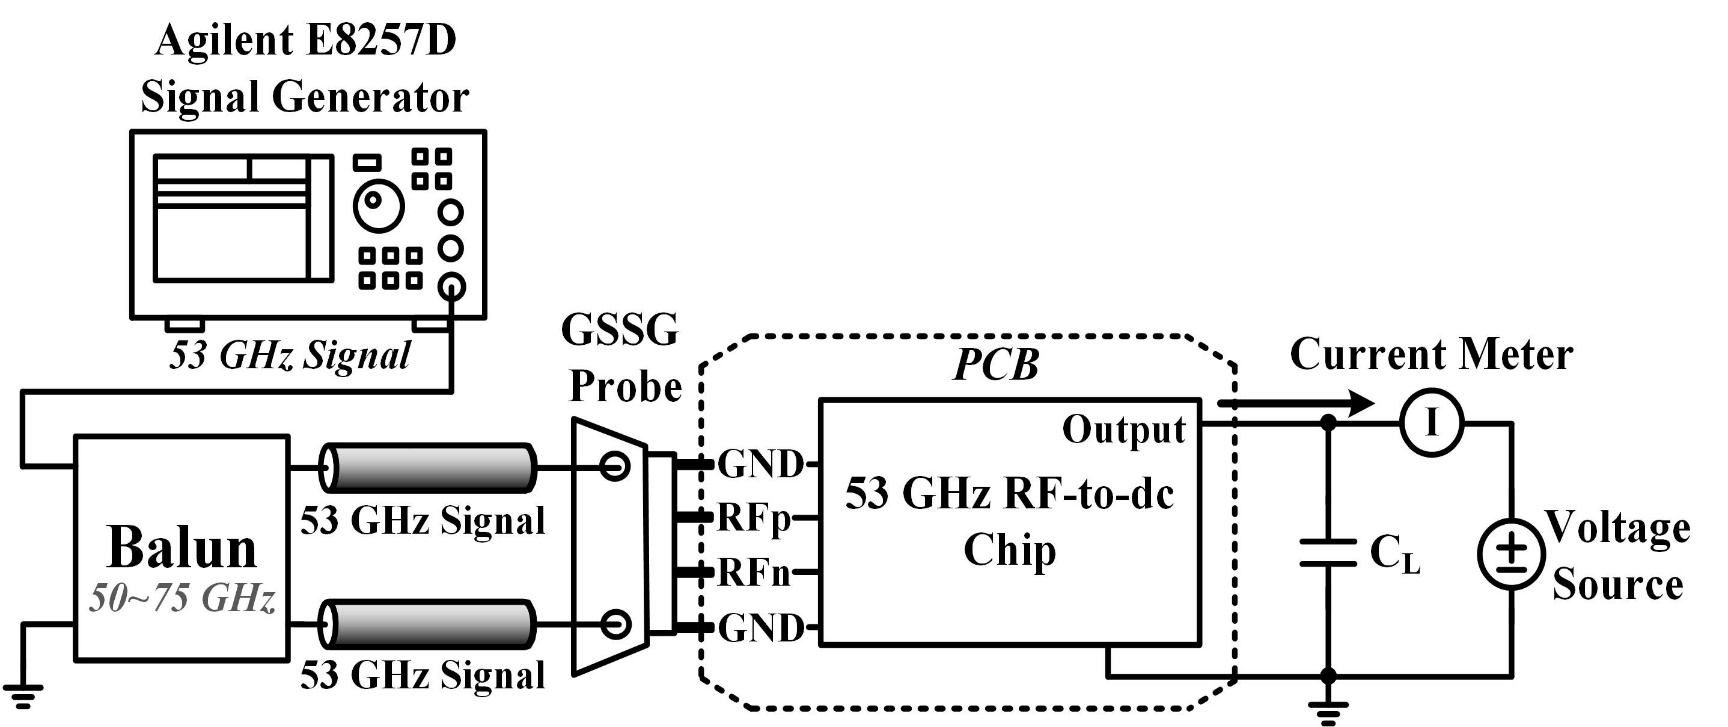 Agilent E8257D
Signal Generator
53 GHz Signal
GSSG
Probe
PCB
Current Meter
Output
I
GND
53 GHz Signal
53 GHz RF-to-dc
Chip
RFp
Balun
50~75 GHz
RFn
CL
Voltage
Source
GND
53 GHz Signal